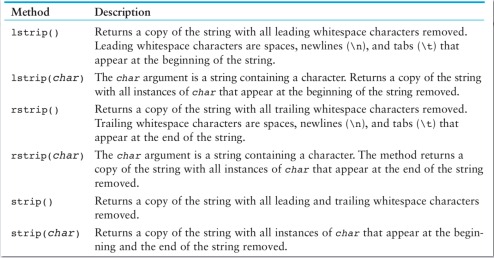 Method Description
lstrip() Returns a copy of the string with all leading whitespace characters removed.
Leading whitespace characters are spaces, newlines (\n), and tabs (\t) that
appear at the beginning of the string.
lstrip(char) The char argument is a string containing a character. Returns a copy of the string
with all instances of char that appear at the beginning of the string removed.
rstrip() Returns a copy of the string with all trailing whitespace characters removed.
Trailing whitespace characters are spaces, newlines (\n), and tabs (\t) that
appear at the end of the string.
rstrip(char) The char argument is a string containing a character. The method returns a
copy of the string with all instances of char that appear at the end of the string
removed.
strip() Returns a copy of the string with all leading and trailing whitespace characters
removed.
strip(char) Returns a copy of the string with all instances of char that appear at the begin-
ning and the end of the string removed.